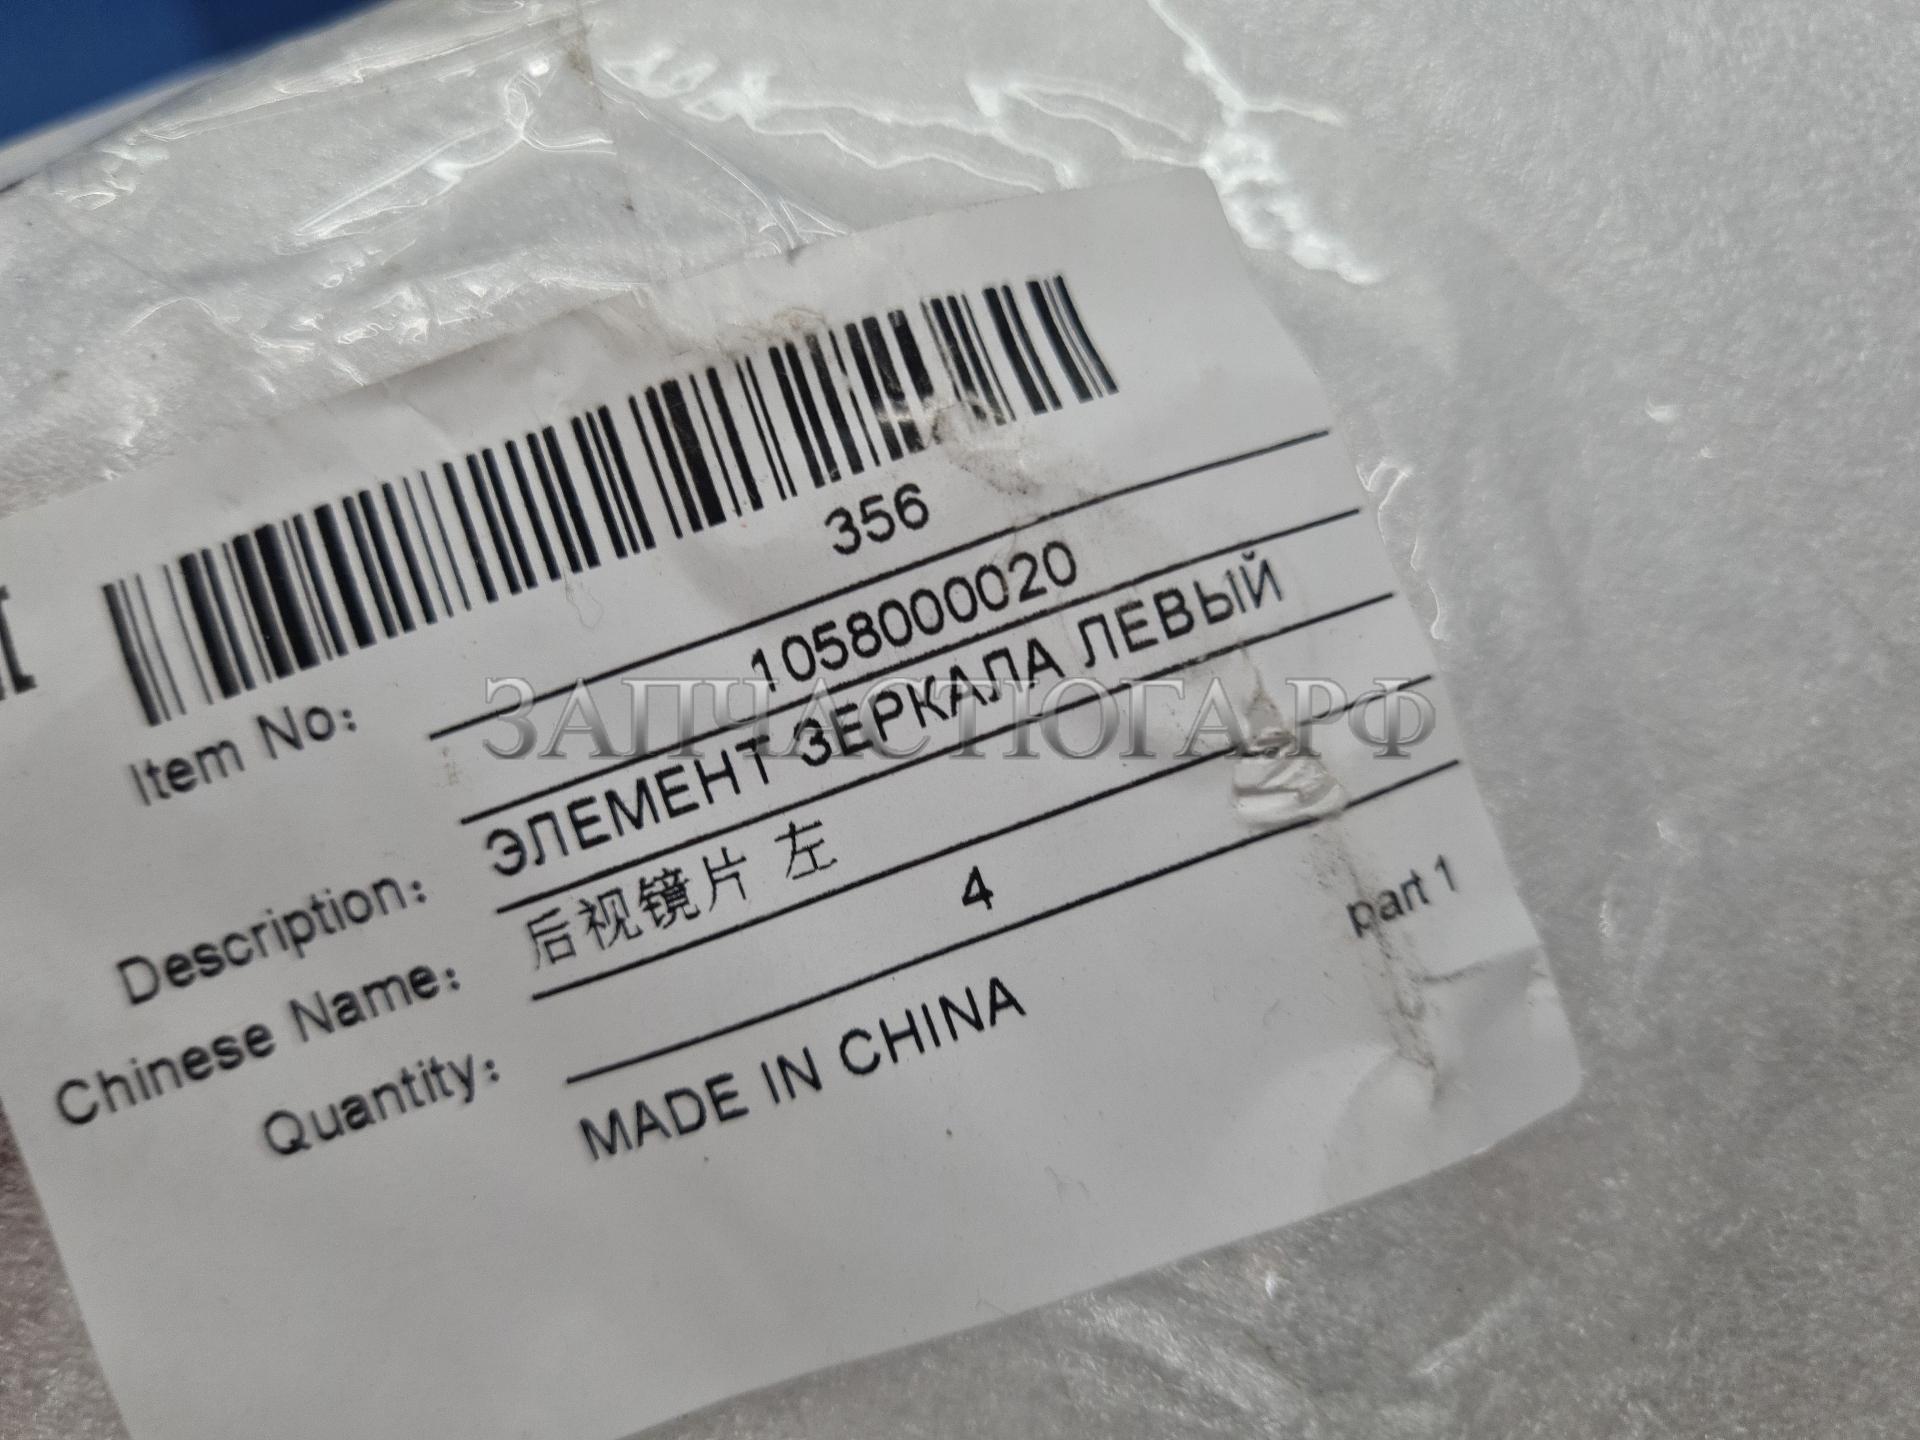 356
Item No: 1058000020
Description: ЭЛЕМЕНТ ЗЕРКАЛА ЛЕВЫЙ
Chinese Name: 后视镜片 左
Quantity: 4
part 1
MADE IN CHINA
ЗАПЧАСТЮГА.РФ